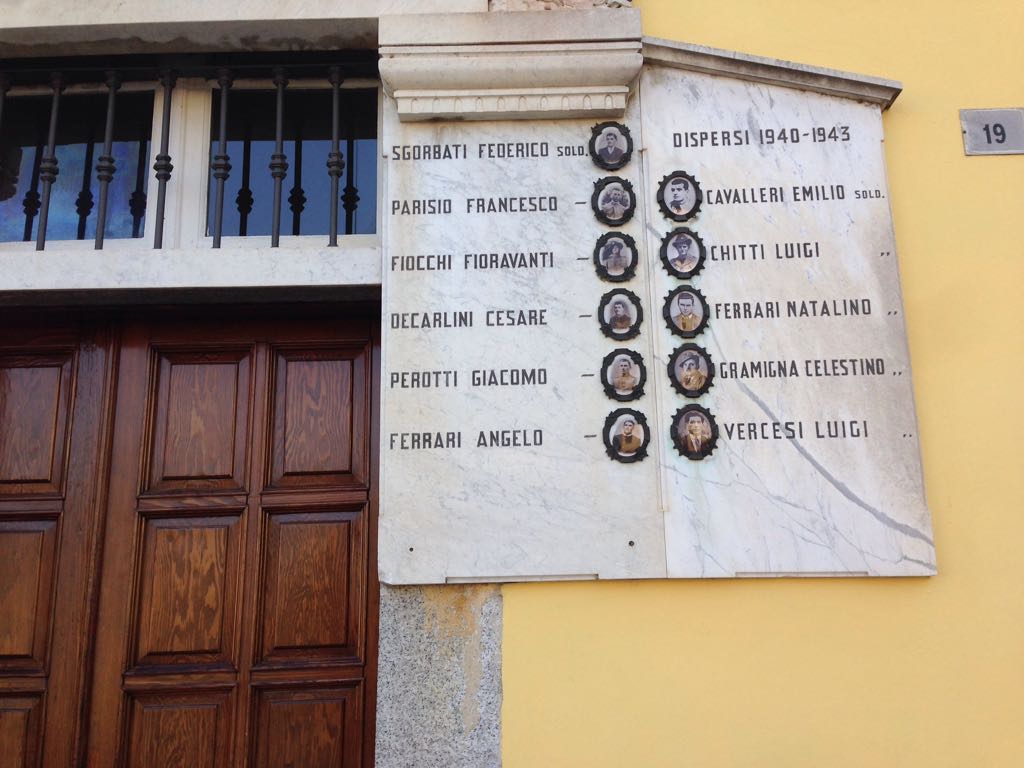 SGORBATI FEDERICO SOLD.
PARISIO FRANCESCO –
FIOCCHI FIORAVANTI –
DECARLINI CESARE –
PEROTTI GIACOMO –
FERRARI ANGELO –
DISPERSI 1940-1943
CAVALLERI EMILIO SOLD.
CHITTI LUIGI ,,
FERRARI NATALINO ,,
GRAMIGNA CELESTINO ,,
VERCESI LUIGI ,,
19